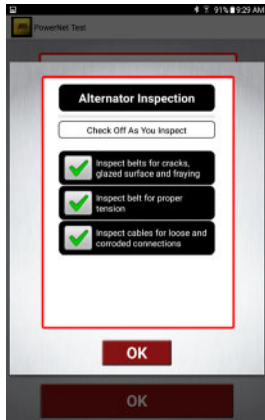 91% 9:29 AM
PowerNet Test
Alternator Inspection
Check Off As You Inspect
Inspect belts for cracks,
glazed surface and fraying
Inspect belt for proper
tension
Inspect cables for loose and
corroded connections
OK
OK